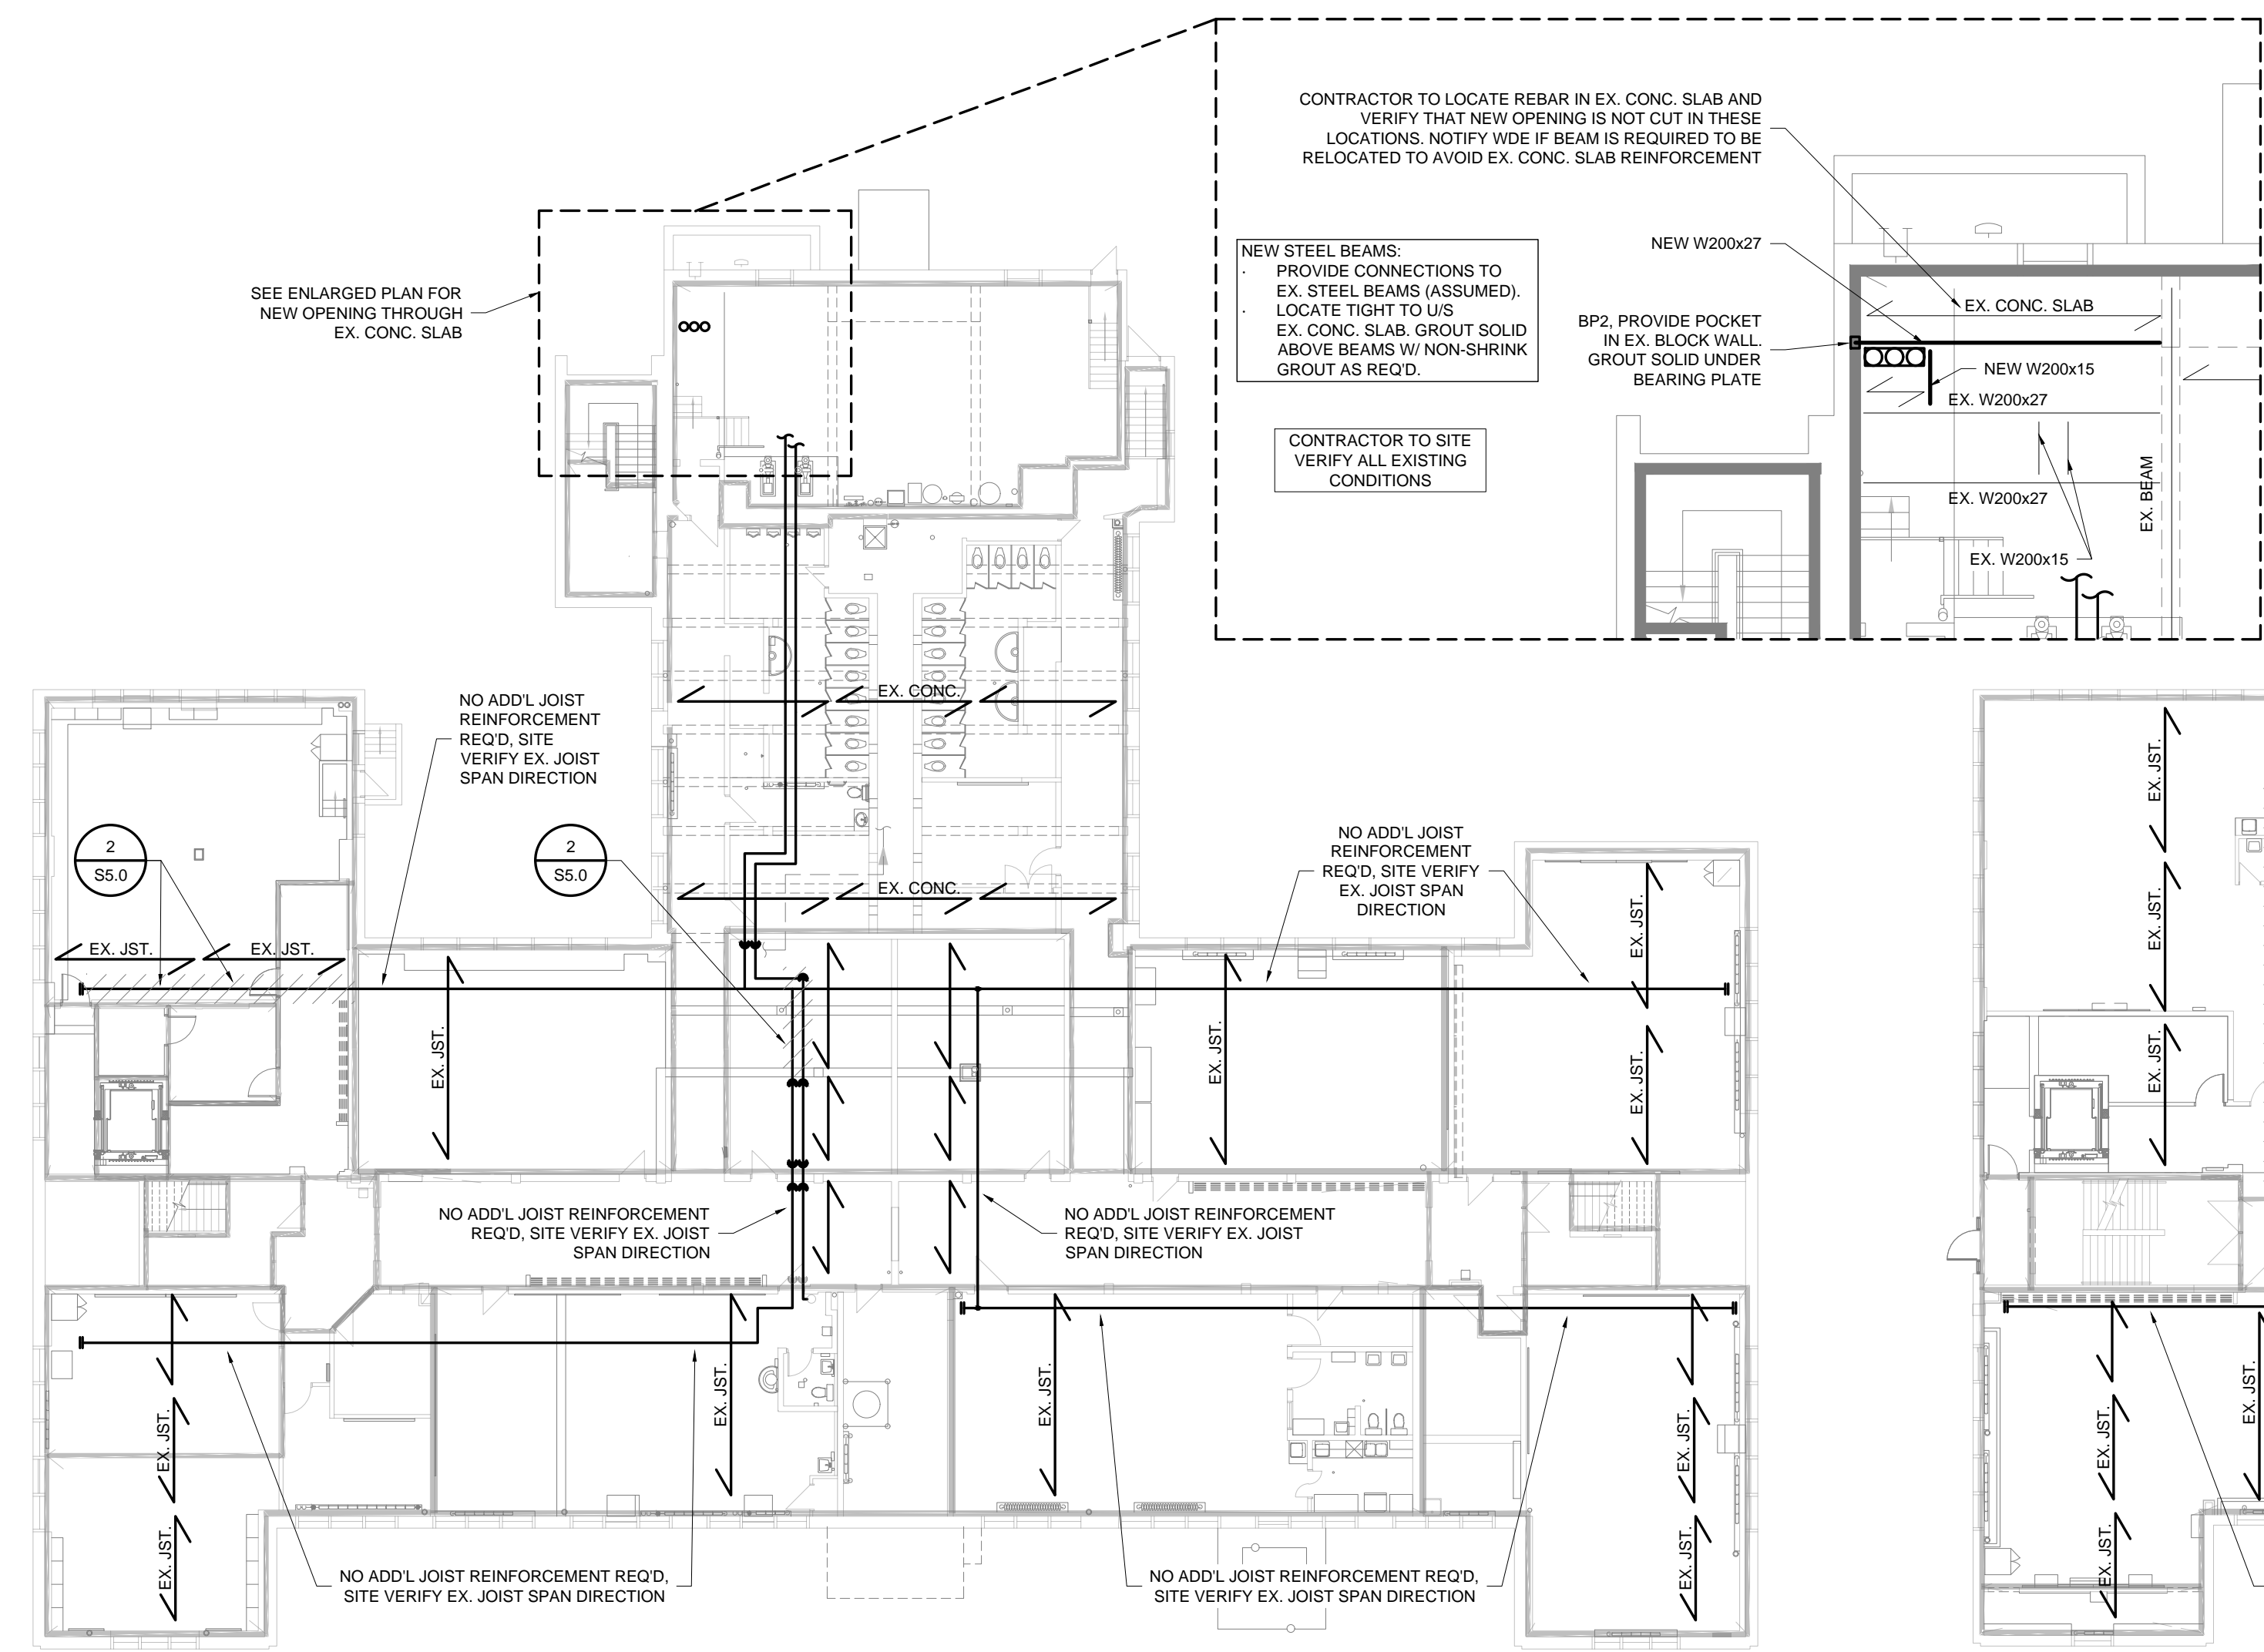 CONTRACTOR TO LOCATE REBAR IN EX. CONC. SLAB AND
VERIFY THAT NEW OPENING IS NOT CUT IN THESE
LOCATIONS. NOTIFY WDE IF BEAM IS REQUIRED TO BE
RELOCATED TO AVOID EX. CONC. SLAB REINFORCEMENT
NEW W200x27
NEW STEEL BEAMS:
· PROVIDE CONNECTIONS TO
EX. STEEL BEAMS (ASSUMED).
· LOCATE TIGHT TO U/S
EX. CONC. SLAB. GROUT SOLID
ABOVE BEAMS W/ NON-SHRINK
GROUT AS REQ'D.
BP2, PROVIDE POCKET
IN EX. BLOCK WALL.
GROUT SOLID UNDER
BEARING PLATE
EX. CONC. SLAB
NEW W200x15
EX. W200x27
EX. W200x27
EX. BEAM
EX. W200x15
CONTRACTOR TO SITE
VERIFY ALL EXISTING
CONDITIONS
SEE ENLARGED PLAN FOR
NEW OPENING THROUGH
EX. CONC. SLAB
NO ADD'L JOIST
REINFORCEMENT
REQ'D, SITE
VERIFY EX. JOIST
SPAN DIRECTION
EX. CONC.
2
S5.0
2
S5.0
EX. CONC.
NO ADD'L JOIST
REINFORCEMENT
REQ'D, SITE VERIFY
EX. JOIST SPAN
DIRECTION
EX. JST.
EX. JST.
EX. JST.
EX. JST.
EX. JST.
EX. JST.
EX. JST.
EX. JST.
EX. JST.
EX. JST.
NO ADD'L JOIST REINFORCEMENT
REQ'D, SITE VERIFY EX. JOIST
SPAN DIRECTION
NO ADD'L JOIST REINFORCEMENT
REQ'D, SITE VERIFY EX. JOIST
SPAN DIRECTION
EX. JST.
EX. JST.
EX. JST.
EX. JST.
EX. JST.
EX. JST.
EX. JST.
EX. JST.
EX. JST.
NO ADD'L JOIST REINFORCEMENT REQ'D,
SITE VERIFY EX. JOIST SPAN DIRECTION
NO ADD'L JOIST REINFORCEMENT REQ'D,
SITE VERIFY EX. JOIST SPAN DIRECTION